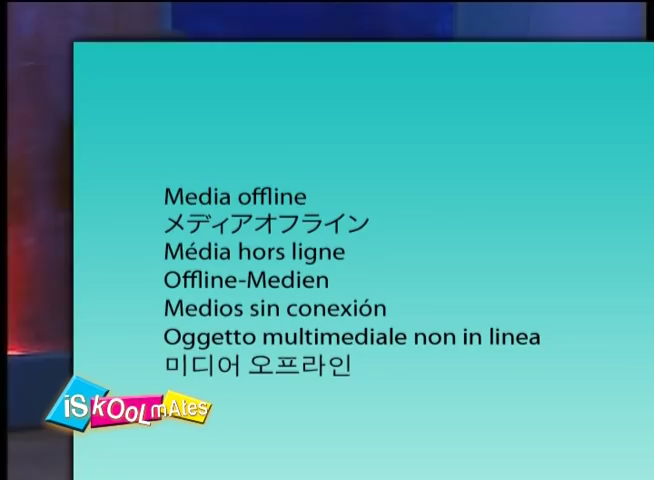 Media offline
メディアオフライン
Média hors ligne
Offline-Medien
Medios sin conexión
Oggetto multimediale non in linea
미디어 오프라인
iSkOoLmAtes